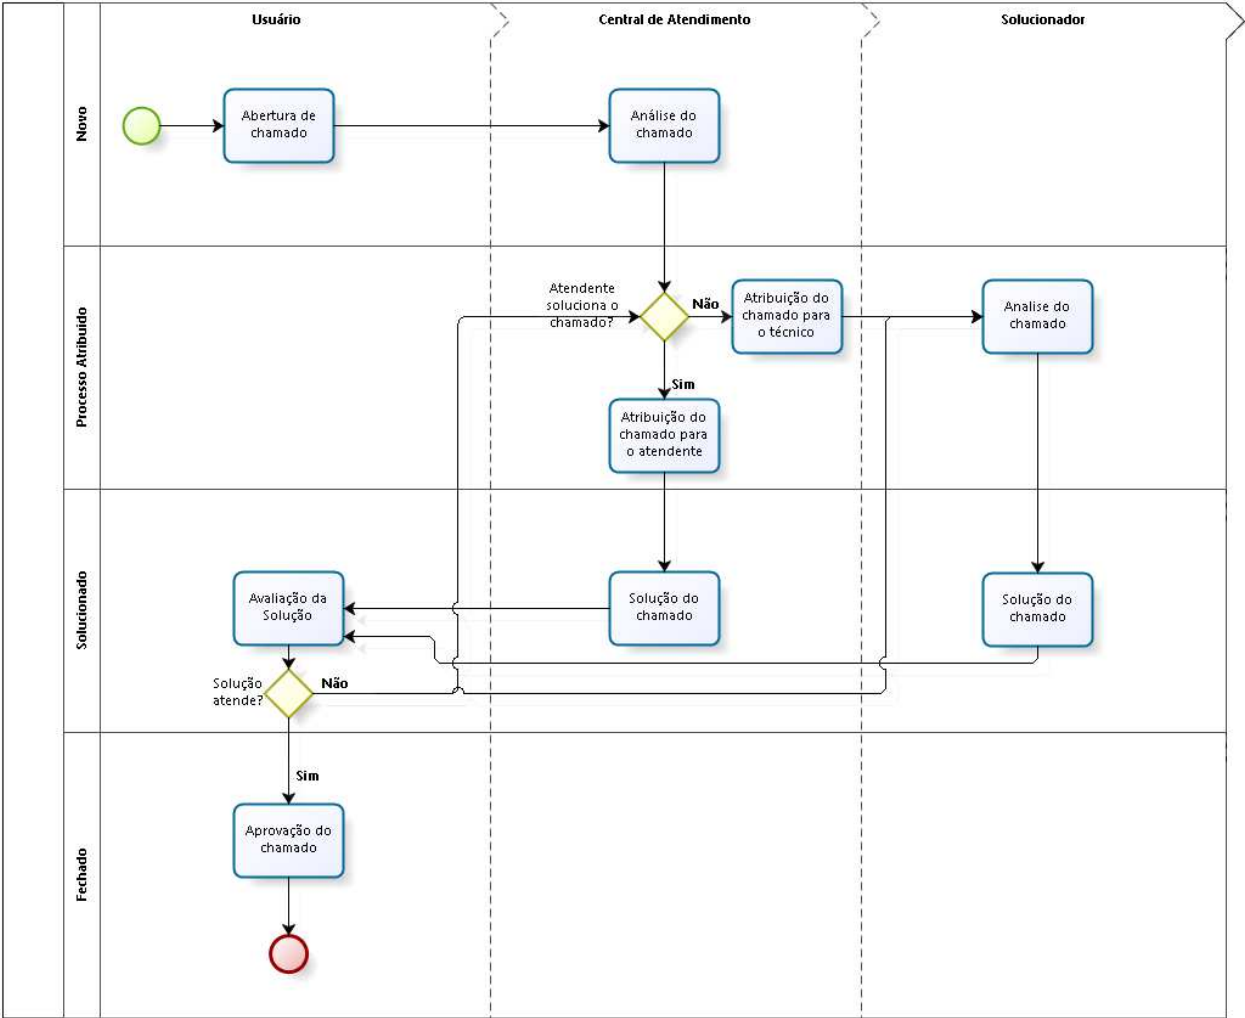 Usuário
Central de Atendimento
Solucionador
Novo
Abertura de
chamado
Análise do
chamado
Processo Atribuído
Atendente
soluciona o
chamado?
Não
Atribuição do
chamado para
o técnico
Analise do
chamado
Sim
Atribuição do
chamado para
o atendente
Solucionado
Avaliação da
Solução
Solução do
chamado
Solução do
chamado
Solução
atende?
Não
Sim
Fechado
Aprovação do
chamado